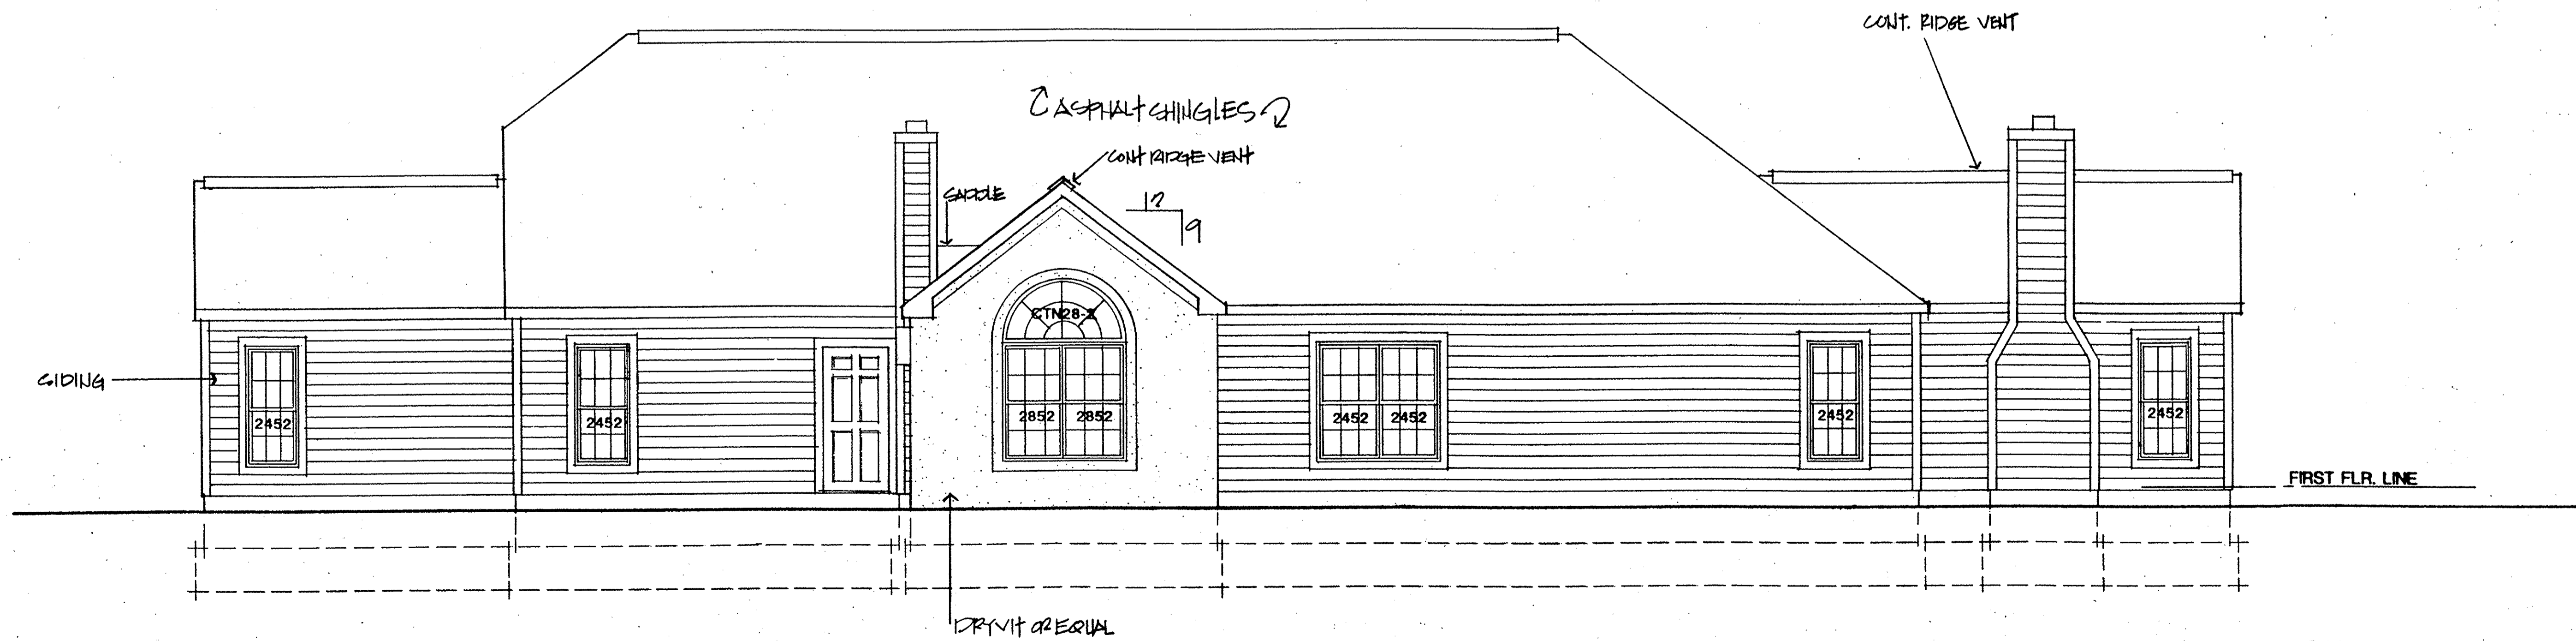 CONT. RIDGE VENT
ASPHALT SHINGLES
CONT RIDGE VENT
SADDLE
12
9
CTN28-2
SIDING
2452
2452
2852 2852
2452 2452
2452
2452
FIRST FLR. LINE
DRYVIT OR EQUAL